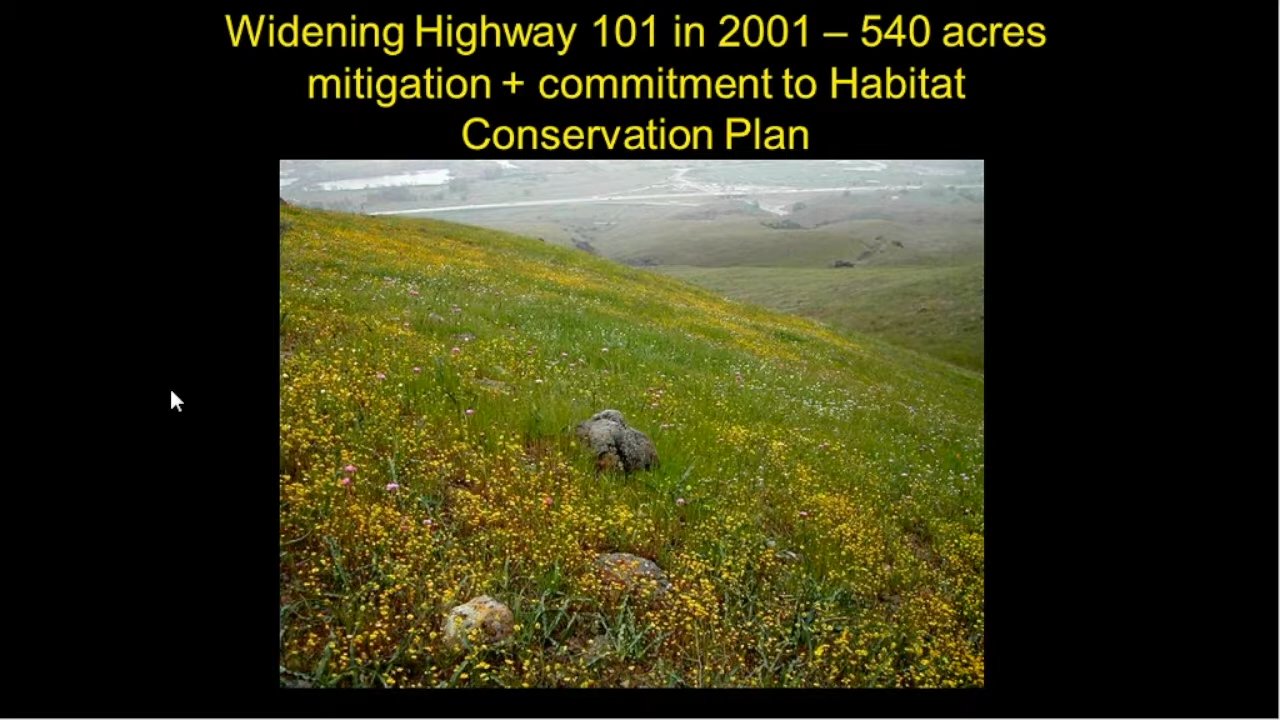 Widening Highway 101 in 2001 – 540 acres
mitigation + commitment to Habitat
Conservation Plan